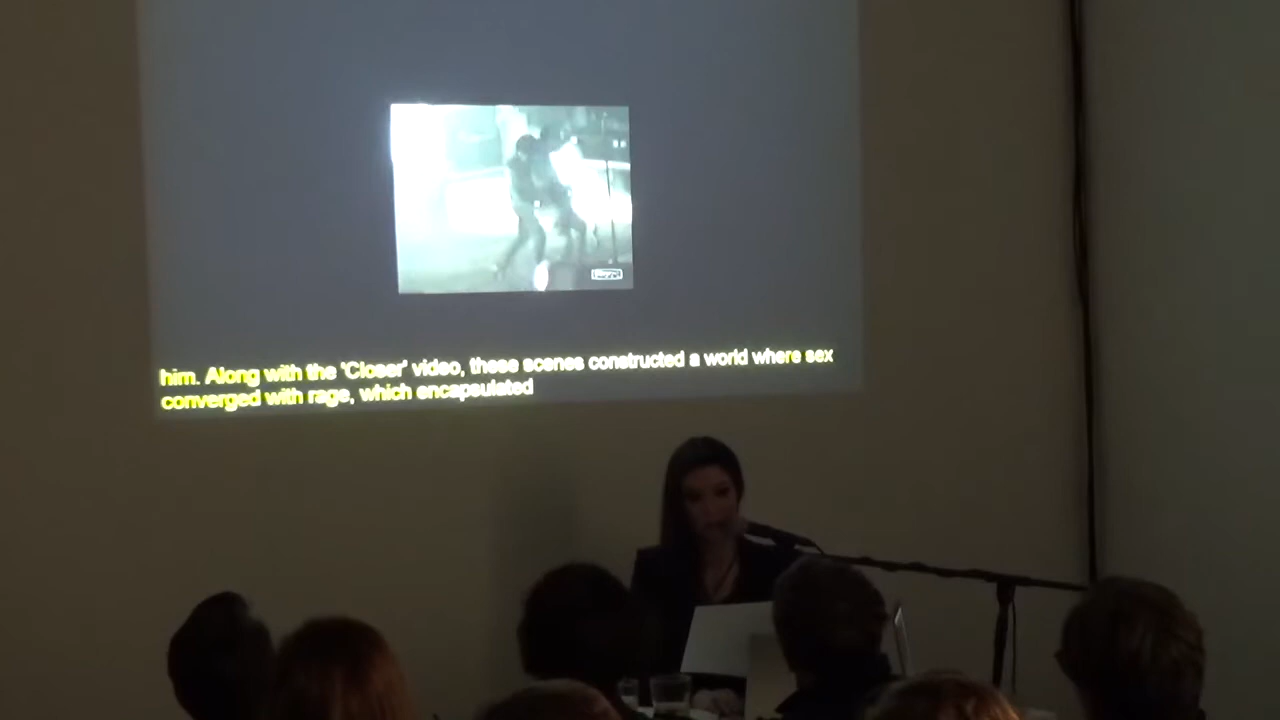 him. Along with the 'Closer' video, these scenes constructed a world where sex
converged with rage, which encapsulated